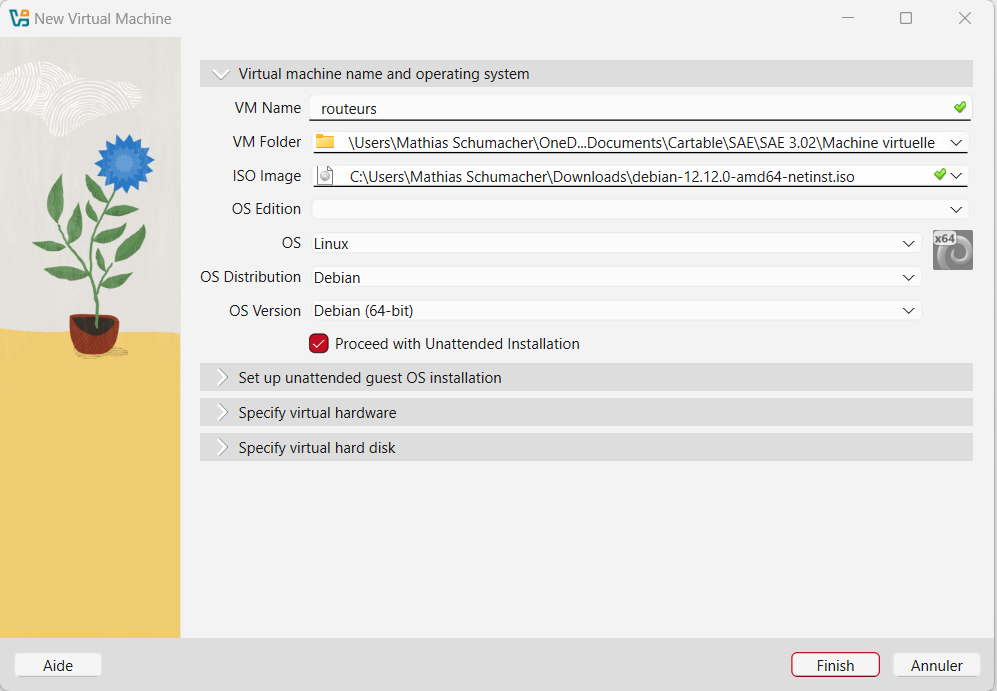 New Virtual Machine
Virtual machine name and operating system
VM Name routeurs
VM Folder \Users\Mathias Schumacher\OneD...Documents\Cartable\SAE\SAE 3.02\Machine virtuelle
ISO Image C:\Users\Mathias Schumacher\Downloads\debian-12.12.0-amd64-netinst.iso
OS Edition
OS Linux
x64
OS Distribution Debian
OS Version Debian (64-bit)
Proceed with Unattended Installation
Set up unattended guest OS installation
Specify virtual hardware
Specify virtual hard disk
Aide Finish Annuler